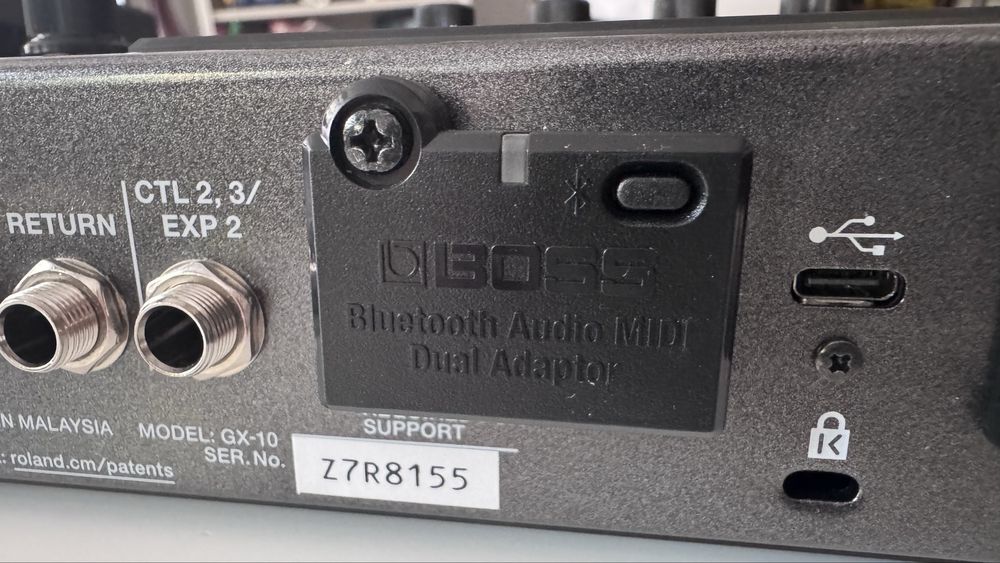 RETURN
CTL 2, 3/
EXP 2
BOSS
Bluetooth Audio MIDI
Dual Adaptor
N MALAYSIA
MODEL: GX-10
SER. No.
: roland.cm/patents
SUPPORT
Z7R8155